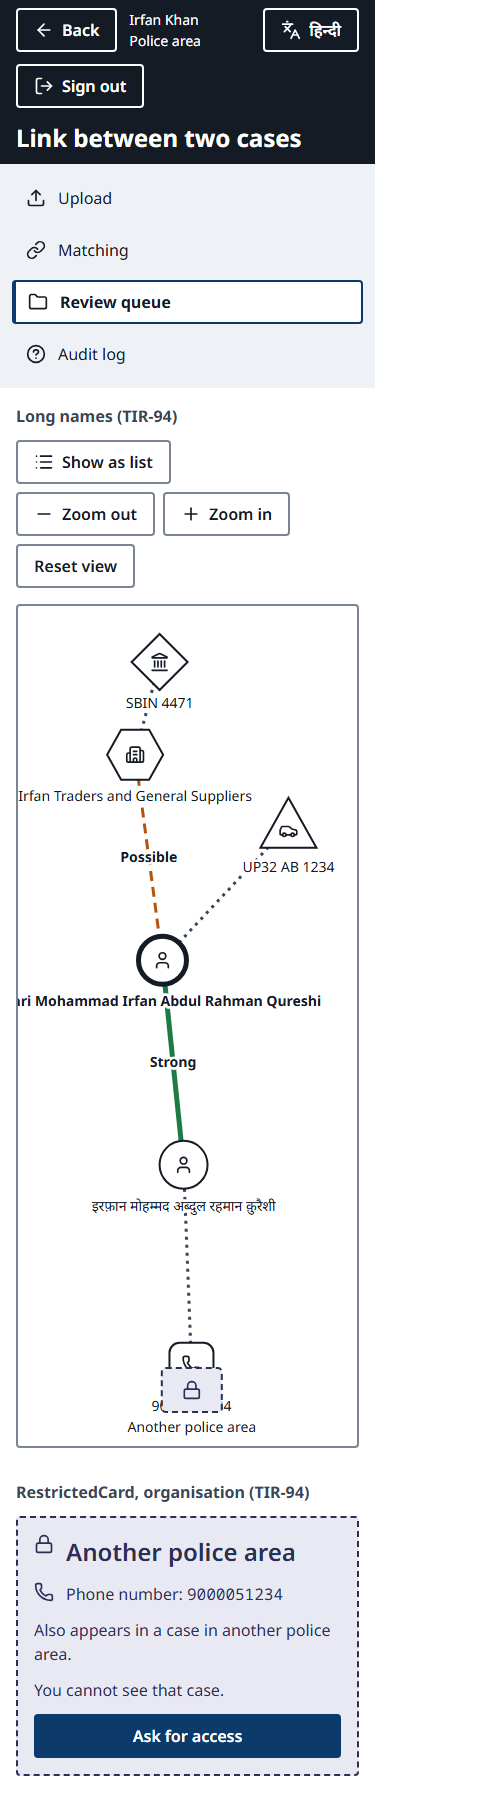 Back
Irfan Khan
Police area
हिन्दी
Sign out
Link between two cases
Upload
Matching
Review queue
Audit log
Long names (TIR-94)
Show as list
Zoom out
Zoom in
Reset view
SBIN 4471
Irfan Traders and General Suppliers
UP32 AB 1234
Possible
Mohammad Irfan Abdul Rahman Qureshi
Strong
इरफ़ान मोहम्मद अब्दुल रहमान क़ुरैशी
Another police area
RestrictedCard, organisation (TIR-94)
Another police area
Phone number: 9000051234
Also appears in a case in another police
area.
You cannot see that case.
Ask for access